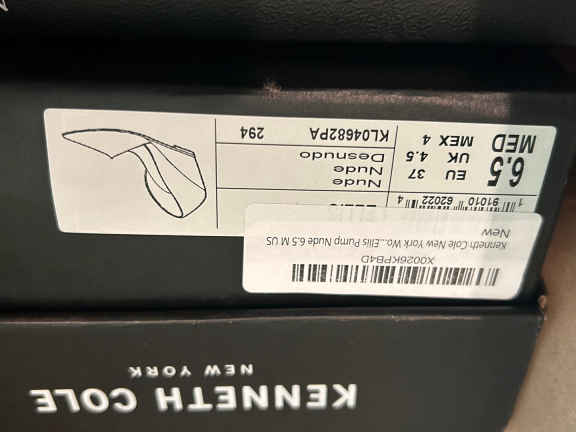 KENNETH COLE
NEW YORK
X0026KPB4D
Kenneth Cole New York Wo...Ellis Pump Nude 6.5 M US
New
1 91010 62022 4
6.5
MED
EU 37
UK 4.5
MEX 4
Nude
Nude
Desnudo
KL04682PA 294